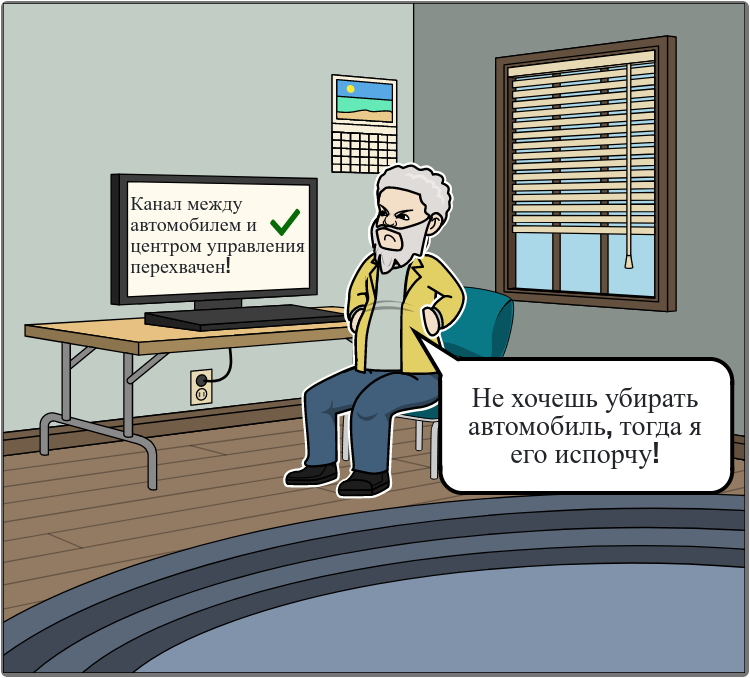 Канал между
автомобилем и
центром управления
перехвачен!
Не хочешь убирать
автомобиль, тогда я
его испорчу!